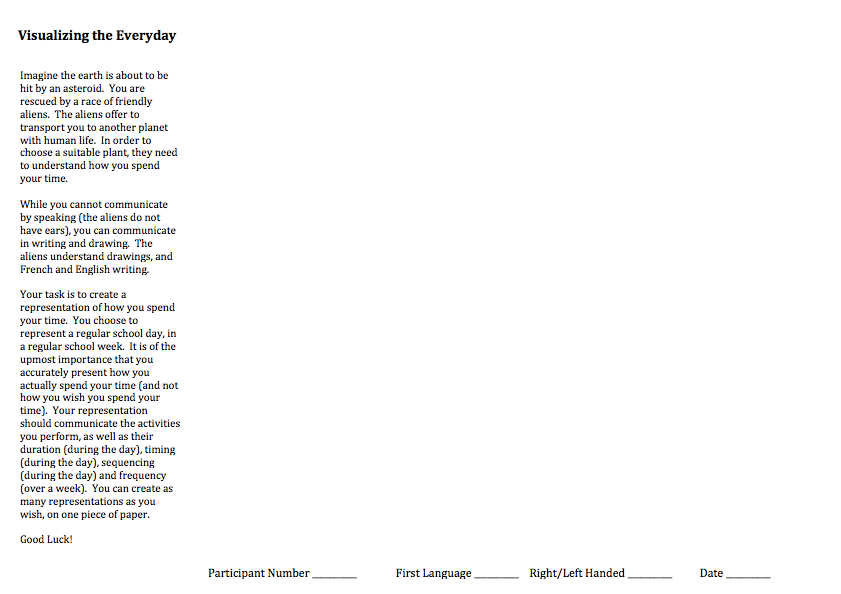 Visualizing the Everyday
Imagine the earth is about to be
hit by an asteroid.  You are
rescued by a race of friendly
aliens.  The aliens offer to
transport you to another planet
with human life.  In order to
choose a suitable plant, they need
to understand how you spend
your time.
While you cannot communicate
by speaking (the aliens do not
have ears), you can communicate
in writing and drawing.  The
aliens understand drawings, and
French and English writing.
Your task is to create a
representation of how you spend
your time.  You choose to
represent a regular school day, in
a regular school week.  It is of the
upmost importance that you
accurately present how you
actually spend your time (and not
how you wish you spend your
time).  Your representation
should communicate the activities
you perform, as well as their
duration (during the day), timing
(during the day), sequencing
(during the day) and frequency
(over a week).  You can create as
many representations as you
wish, on one piece of paper.
Good Luck!
Participant Number ________ First Language ________ Right/Left Handed ________ Date ________